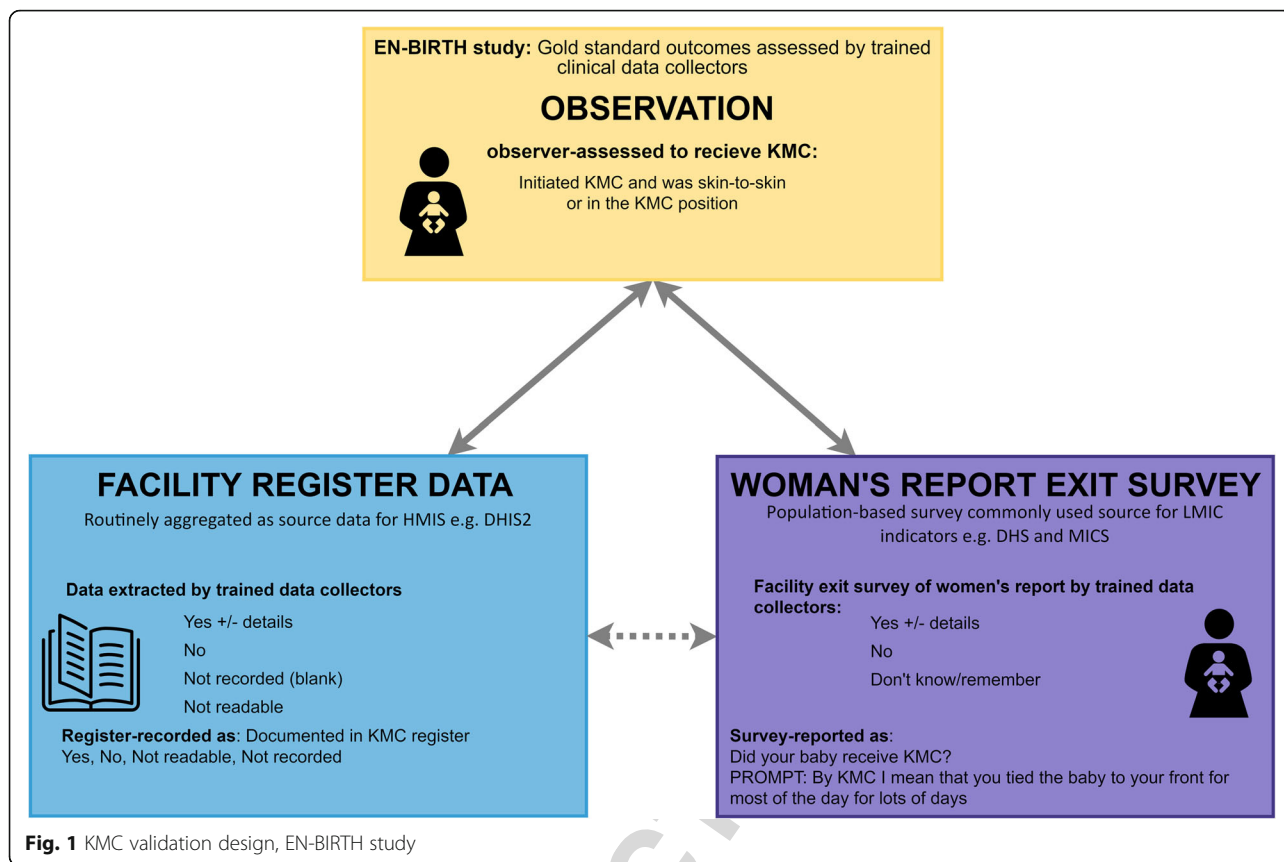 EN-BIRTH study: Gold standard outcomes assessed by trained
clinical data collectors
OBSERVATION
observer-assessed to recieve KMC:
Initiated KMC and was skin-to-skin
or in the KMC position
FACILITY REGISTER DATA
Routinely aggregated as source data for HMIS e.g. DHIS2
Data extracted by trained data collectors
Yes +/- details
No
Not recorded (blank)
Not readable
Register-recorded as: Documented in KMC register
Yes, No, Not readable, Not recorded
WOMAN'S REPORT EXIT SURVEY
Population-based survey commonly used source for LMIC
indicators e.g. DHS and MICS
Facility exit survey of women's report by trained data
collectors:
Yes +/- details
No
Don't know/remember
Survey-reported as:
Did your baby receive KMC?
PROMPT: By KMC I mean that you tied the baby to your front for
most of the day for lots of days
Fig. 1 KMC validation design, EN-BIRTH study